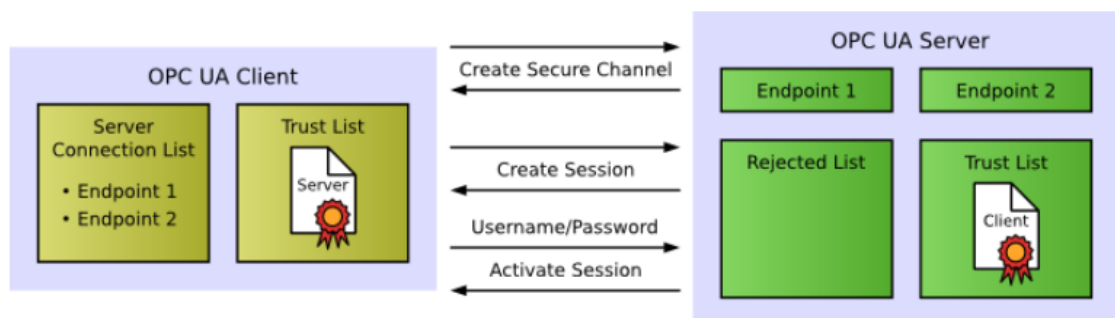 OPC UA Client
Server
Connection List
• Endpoint 1
• Endpoint 2
Trust List
Server
Create Secure Channel
Create Session
Username/Password
Activate Session
OPC UA Server
Endpoint 1
Endpoint 2
Rejected List
Trust List
Client